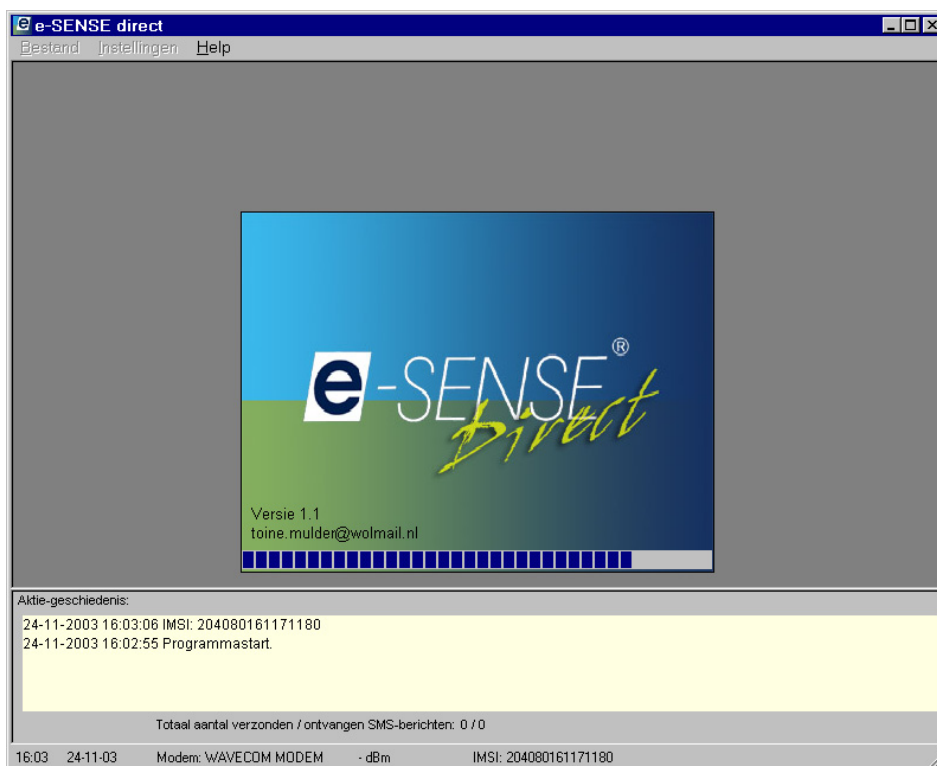 e e-SENSE direct
Bestand Instellingen Help
e-SENSE®
Direct
Versie 1.1
toine.mulder@wolmail.nl
Aktie-geschiedenis:
24-11-2003 16:03:06 IMSI: 204080161171180
24-11-2003 16:02:55 Programmastart.
Totaal aantal verzonden / ontvangen SMS-berichten: 0 / 0
16:03 24-11-03 Modem: WAVECOM MODEM - dBm IMSI: 204080161171180